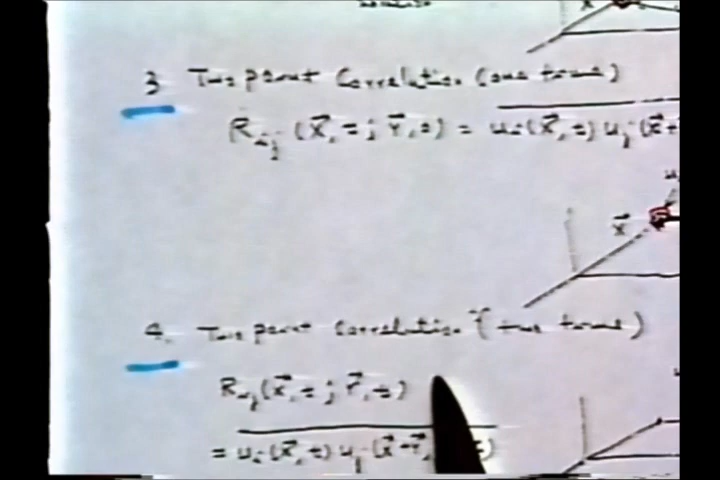 3 Two point Correlation (one time)
R_ij (X⃗, t ; r⃗, o) = u_i(X⃗, t) u_j(X⃗+
X⃗
4. Two point Correlation (two times)
R_ij (X⃗, t ; r⃗, t)
= u_i(X⃗, t) u_j (X⃗+r⃗,